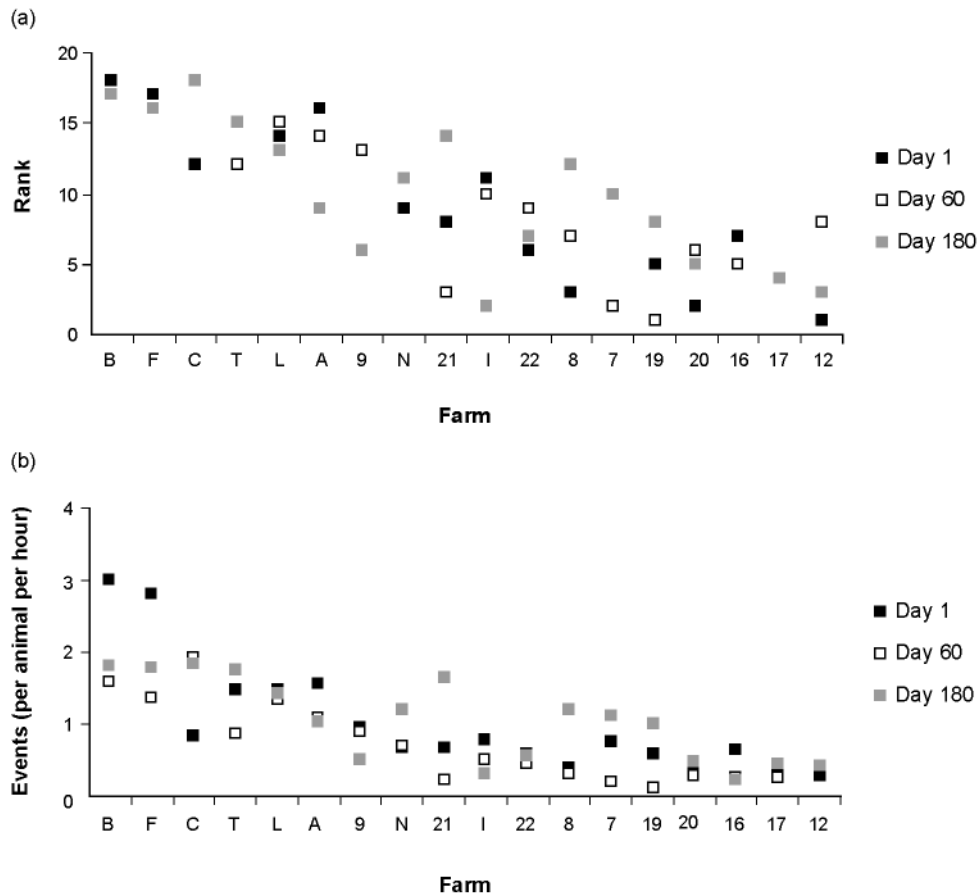 (a)
20
15
10
5
0
Rank
B F C T L A 9 N 21 I 22 8 7 19 20 16 17 12
Farm
Day 1
Day 60
Day 180
(b)
4
3
2
1
0
Events (per animal per hour)
B F C T L A 9 N 21 I 22 8 7 19 20 16 17 12
Farm
Day 1
Day 60
Day 180